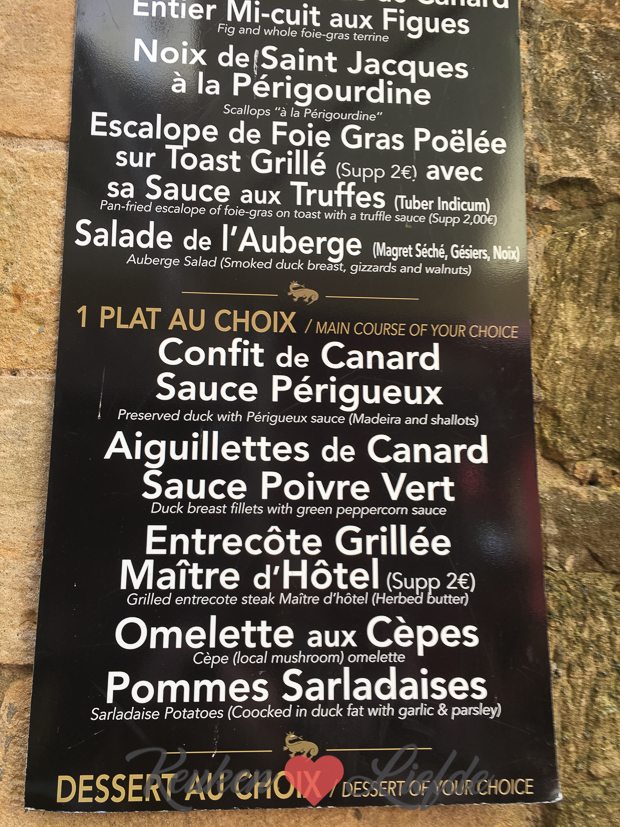 de Canard
Entier Mi-cuit aux Figues
Fig and whole foie-gras terrine
Noix de Saint Jacques
à la Périgourdine
Scallops "à la Périgourdine"
Escalope de Foie Gras Poëlée
sur Toast Grillé (Supp 2€) avec
sa Sauce aux Truffes (Tuber Indicum)
Pan-fried escalope of foie-gras on toast with a truffle sauce (Supp 2,00€)
Salade de l'Auberge (Magret Séché, Gésiers, Noix)
Auberge Salad (Smoked duck breast, gizzards and walnuts)
1 PLAT AU CHOIX / MAIN COURSE OF YOUR CHOICE
Confit de Canard
Sauce Périgueux
Preserved duck with Périgueux sauce (Madeira and shallots)
Aiguillettes de Canard
Sauce Poivre Vert
Duck breast fillets with green peppercorn sauce
Entrecôte Grillée
Maître d'Hôtel (Supp 2€)
Grilled entrecote steak Maître d'hôtel (Herbed butter)
Omelette aux Cèpes
Cèpe (local mushroom) omelette
Pommes Sarladaises
Sarladaise Potatoes (Coocked in duck fat with garlic & parsley)
Keuken Liefde
DESSERT AU CHOIX / DESSERT OF YOUR CHOICE